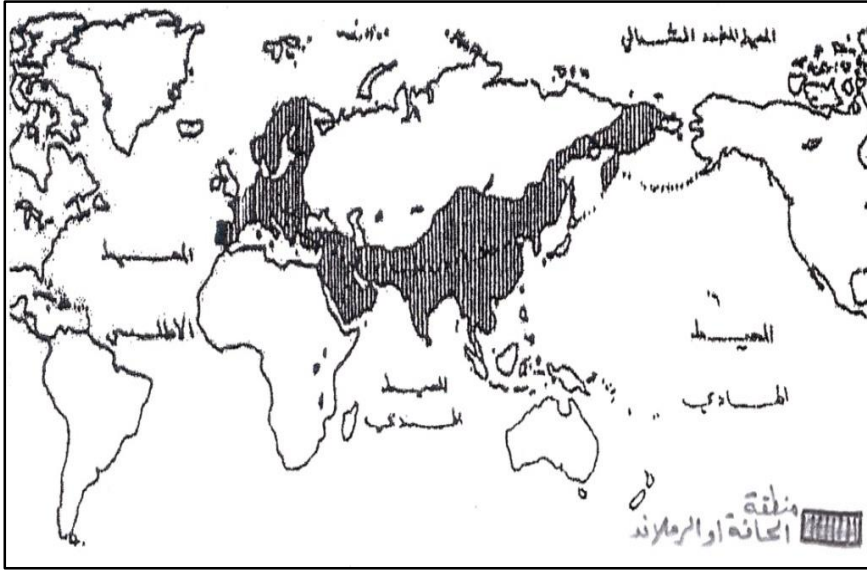 المحيط المتجمد الشمالي
المحيط
الاطلسي
المحيط
الهندي
المحيط
الهادي
منطقة
الحافة او الرملاند